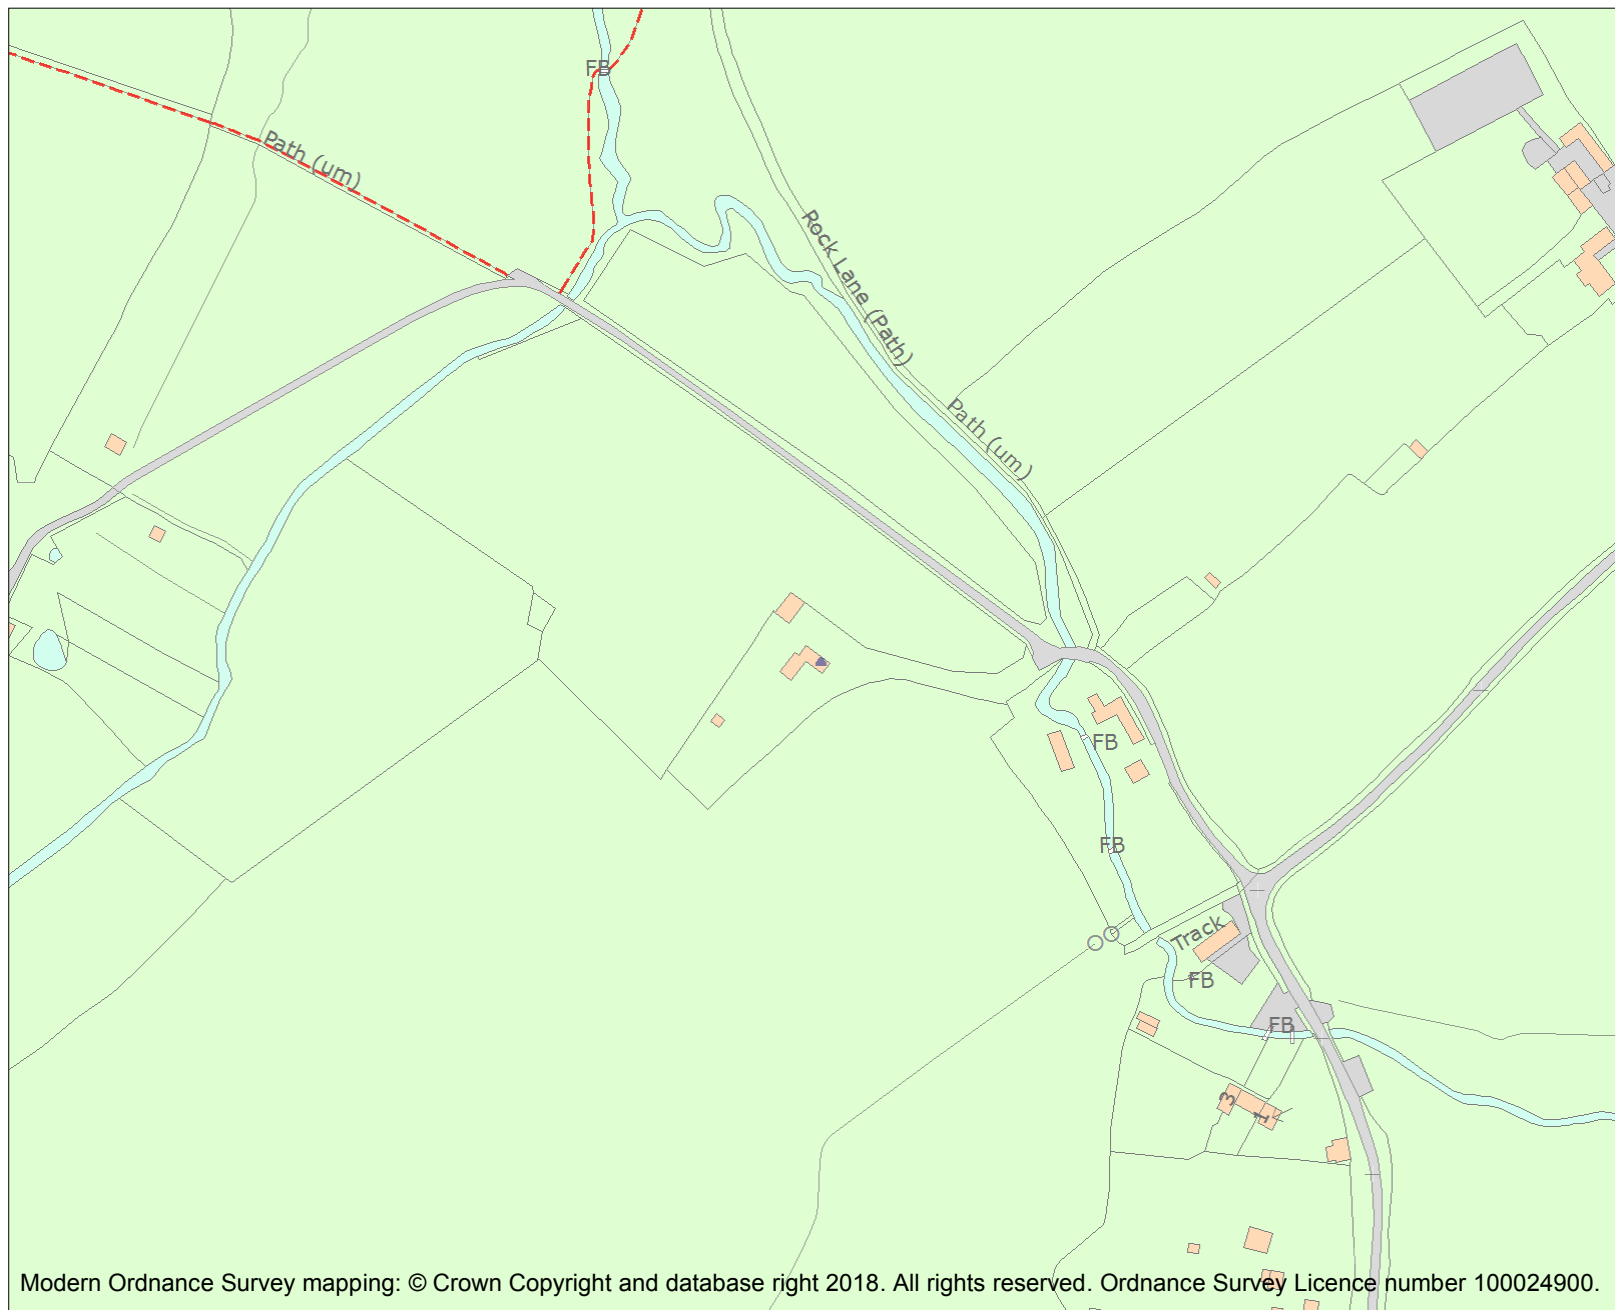 FB
Path (um)
Rock Lane (Path)
Path (um)
FB
FB
Track
FB
FB
3
1
Modern Ordnance Survey mapping: © Crown Copyright and database right 2018. All rights reserved. Ordnance Survey Licence number 100024900.